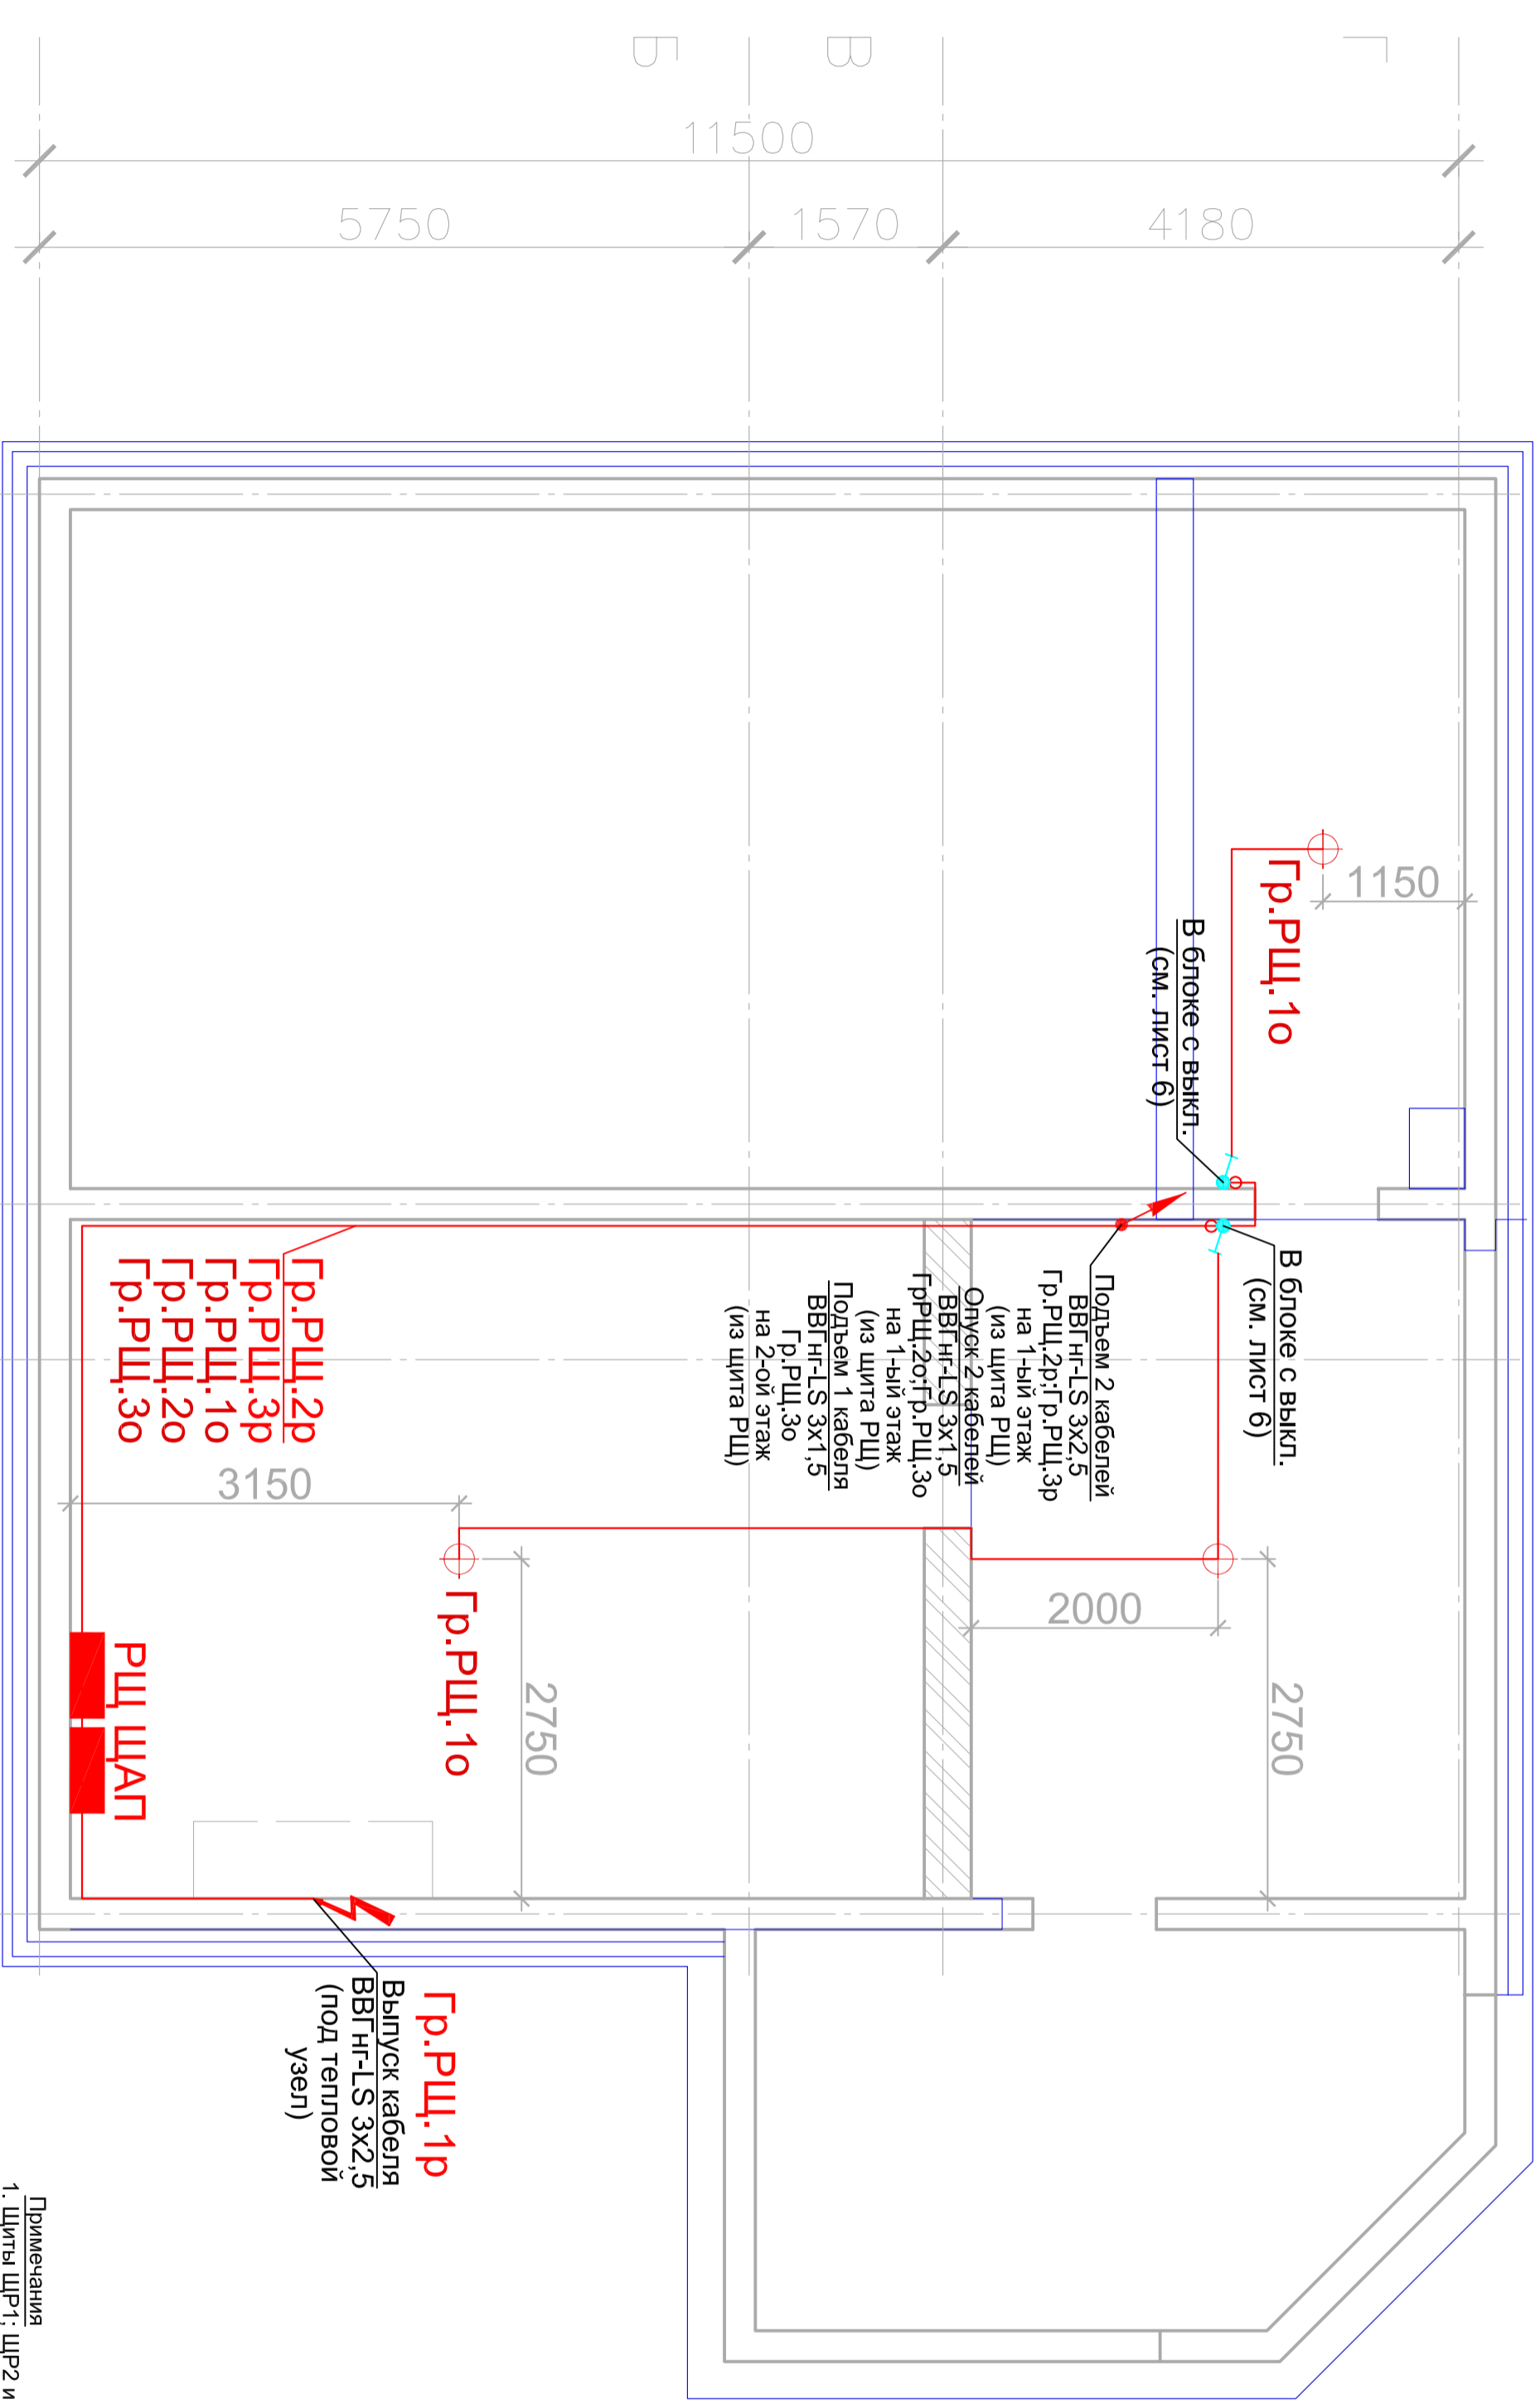 Б
В
Г
11500
5750
1570
4180
1150
Гр.РЩ.1о
В блоке с выкл.
(см. лист 6)
В блоке с выкл.
(см. лист 6)
Подъем 2 кабелей
ВВГнг-LS 3х2,5
Гр.РЩ.2р;Гр.РЩ.3р
на 1-ый этаж
(из щита РЩ)
Опуск 2 кабелей
ВВГнг-LS 3х1,5
ГрРЩ.2о;Гр.РЩ.3о
на 1-ый этаж
(из щита РЩ)
Подъем 1 кабеля
ВВГнг-LS 3х1,5
Гр.РЩ.3о
на 2-ой этаж
(из щита РЩ)
Гр.РЩ.2р
Гр.РЩ.3р
Гр.РЩ.1о
Гр.РЩ.2о
Гр.РЩ.3о
3150
2000
2750
2750
Гр.РЩ.1о
РЩ ЩАП
Гр.РЩ.1р
Выпуск кабеля
ВВГнг-LS 3х2,5
(под тепловой
узел)
Примечания
1. Щиты ЩР1; ЩР2 и